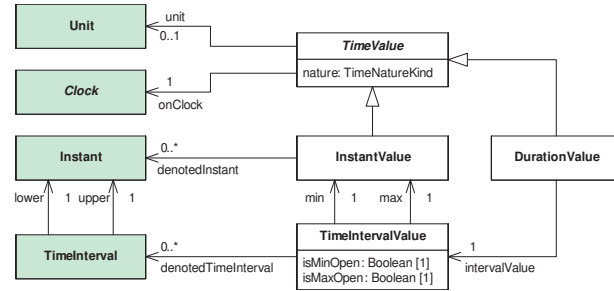 Unit
unit
0..1
TimeValue
nature: TimeNatureKind
Clock
1
onClock
Instant
0..*
denotedInstant
InstantValue
DurationValue
lower
1
upper
1
min
1
max
1
TimeInterval
0..*
denotedTimeInterval
TimeIntervalValue
isMinOpen: Boolean [1]
isMaxOpen: Boolean [1]
1
intervalValue